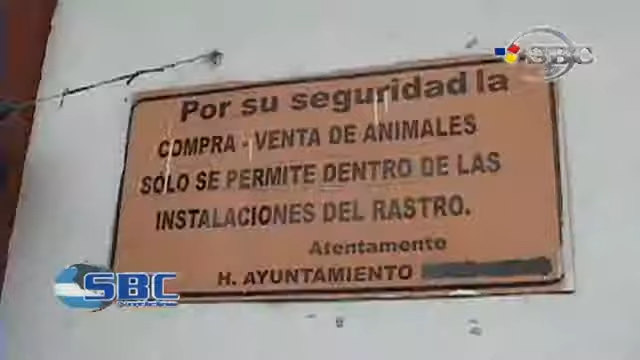 SBC
Por su seguridad la
COMPRA - VENTA DE ANIMALES
SÓLO SE PERMITE DENTRO DE LAS
INSTALACIONES DEL RASTRO.
Atentamente
H. AYUNTAMIENTO
SBC